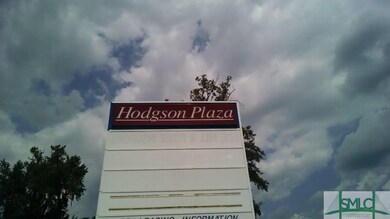 Hodgson Plaza
LEASING INFORMATION
SMLC